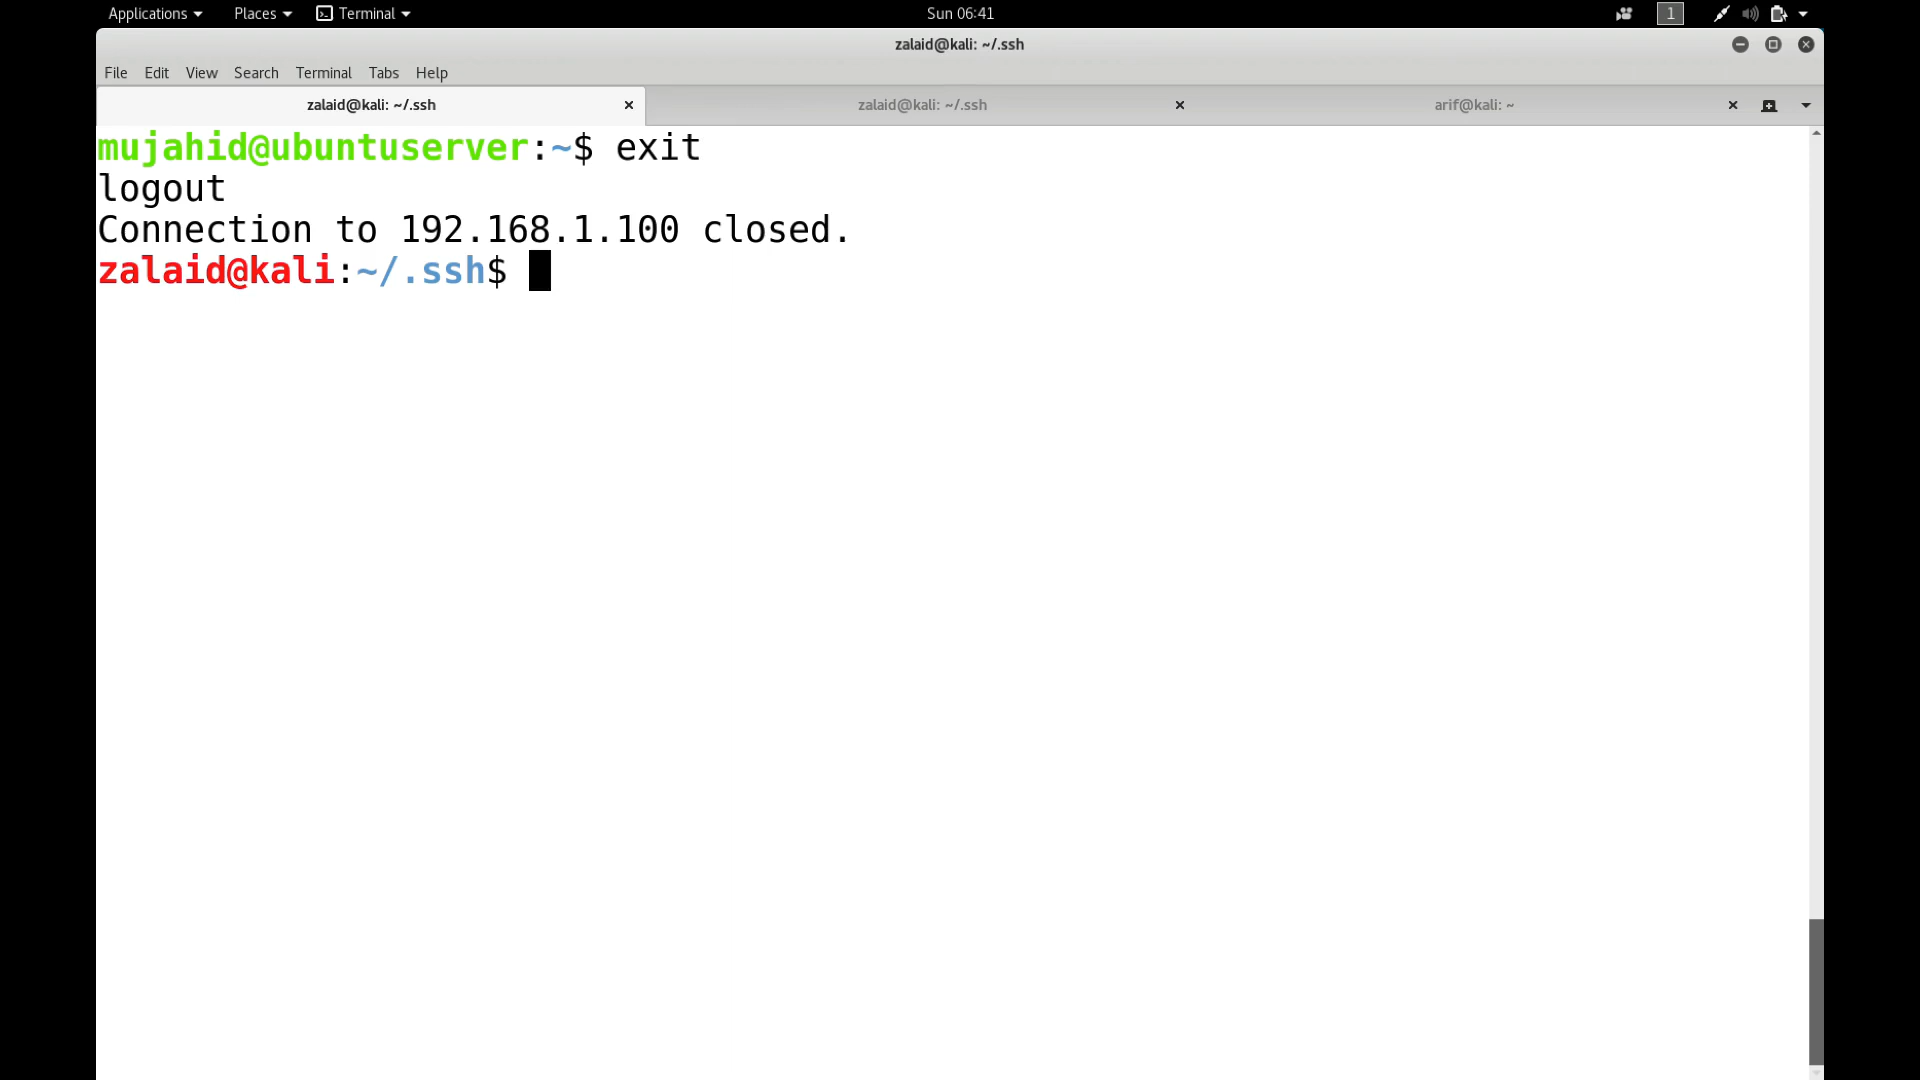 Applications Places Terminal Sun 06:41 1
zalaid@kali: ~/.ssh
File Edit View Search Terminal Tabs Help
zalaid@kali: ~/.ssh zalaid@kali: ~/.ssh arif@kali: ~
mujahid@ubuntuserver:~$ exit
logout
Connection to 192.168.1.100 closed.
zalaid@kali:~/.ssh$